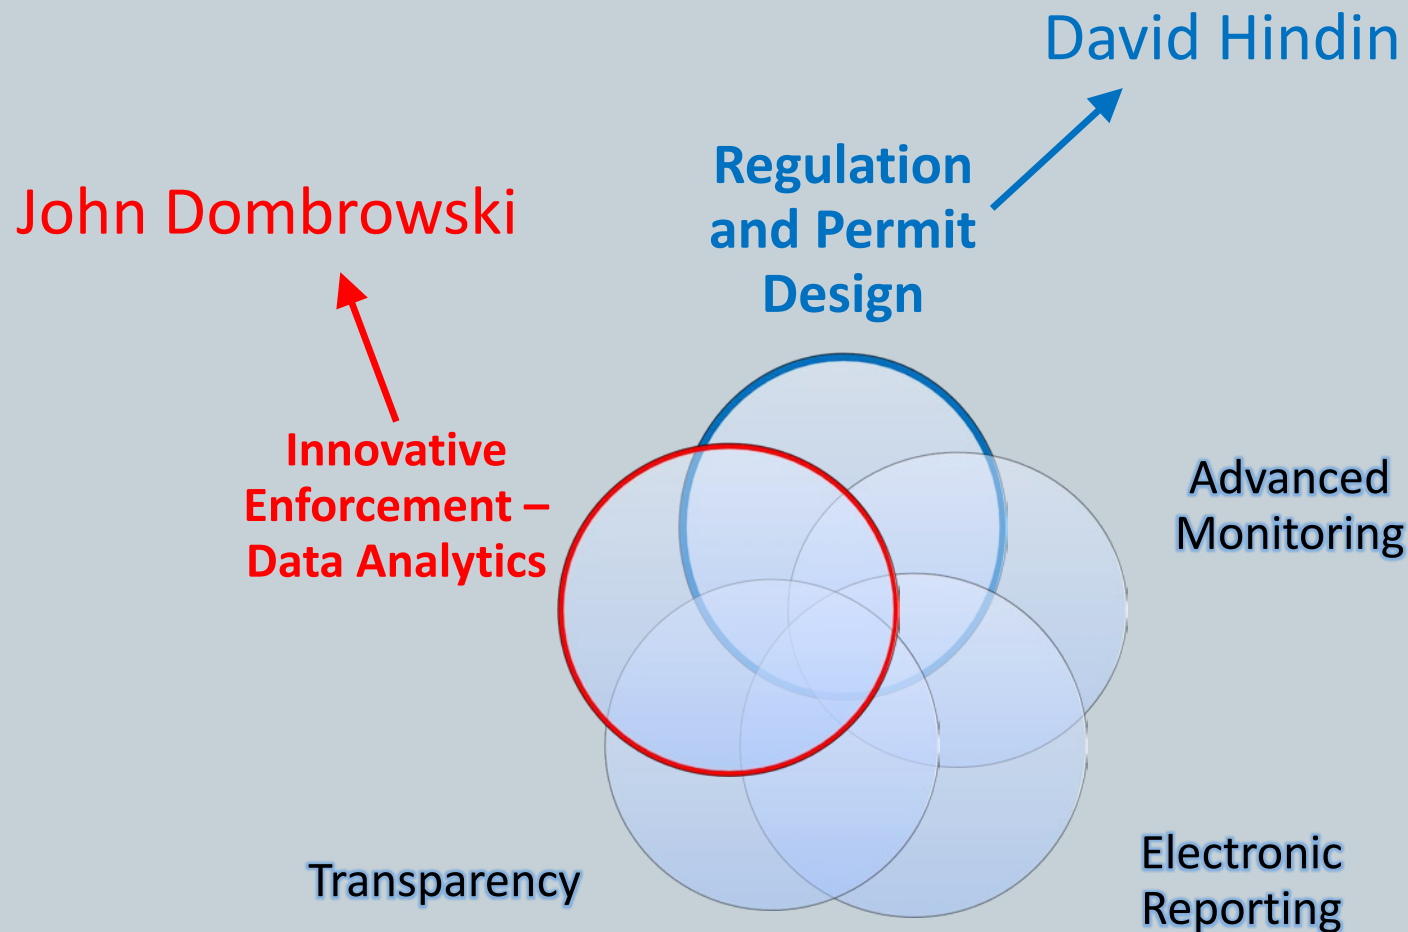 David Hindin
Regulation
and Permit
Design
John Dombrowski
Innovative
Enforcement –
Data Analytics
Advanced
Monitoring
Transparency
Electronic
Reporting